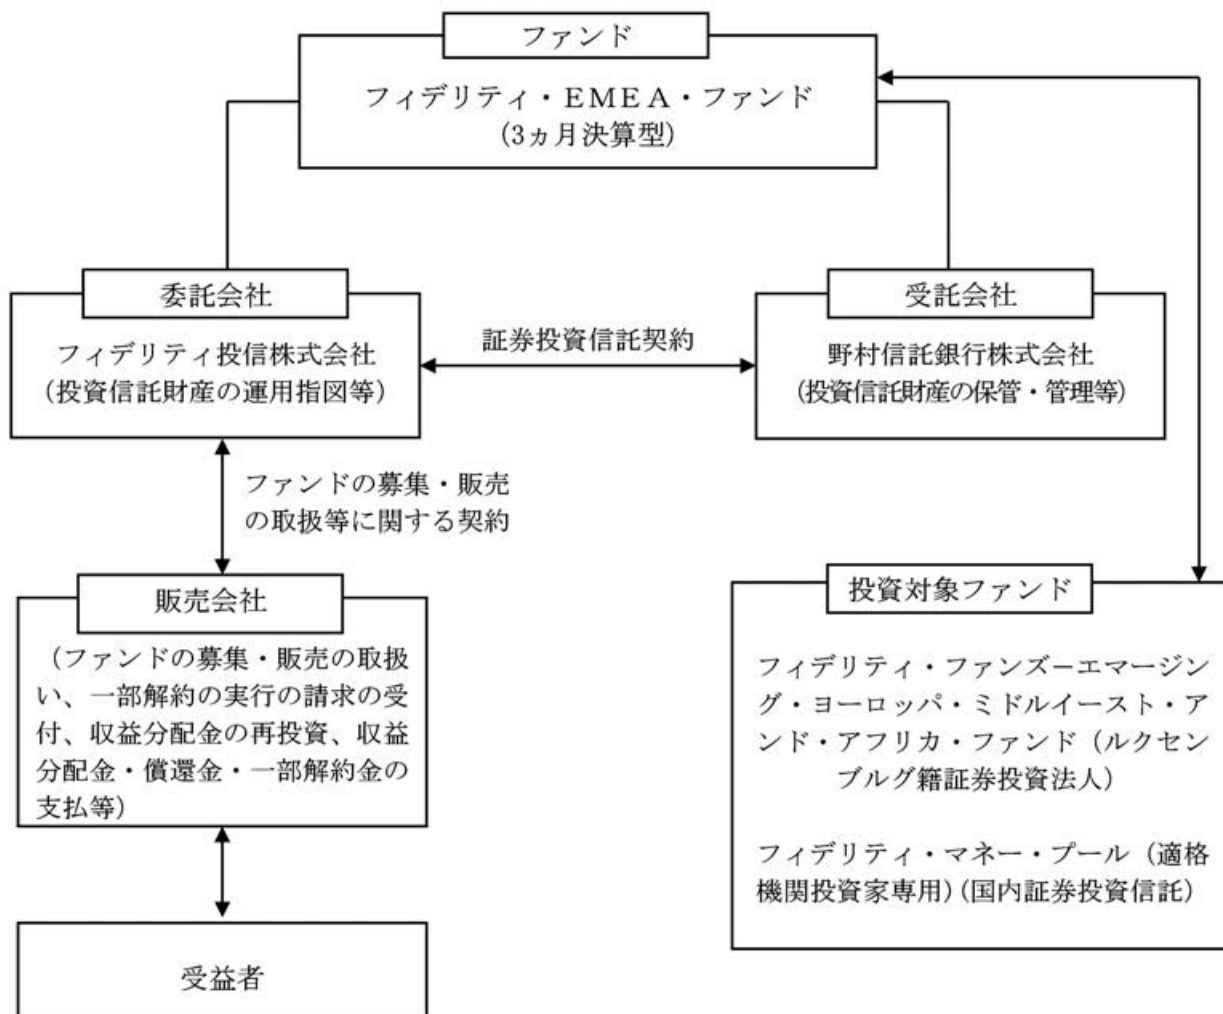 ファンド
フィデリティ・ＥＭＥＡ・ファンド
(3ヵ月決算型)
委託会社
フィデリティ投信株式会社
（投資信託財産の運用指図等）
証券投資信託契約
受託会社
野村信託銀行株式会社
（投資信託財産の保管・管理等）
ファンドの募集・販売
の取扱等に関する契約
販売会社
（ファンドの募集・販売の取扱
い、一部解約の実行の請求の受
付、収益分配金の再投資、収益
分配金・償還金・一部解約金の
支払等）
受益者
投資対象ファンド
フィデリティ・ファンズ－エマージン
グ・ヨーロッパ・ミドルイースト・ア
ンド・アフリカ・ファンド（ルクセン
ブルグ籍証券投資法人）
フィデリティ・マネー・プール（適格
機関投資家専用）（国内証券投資信託）